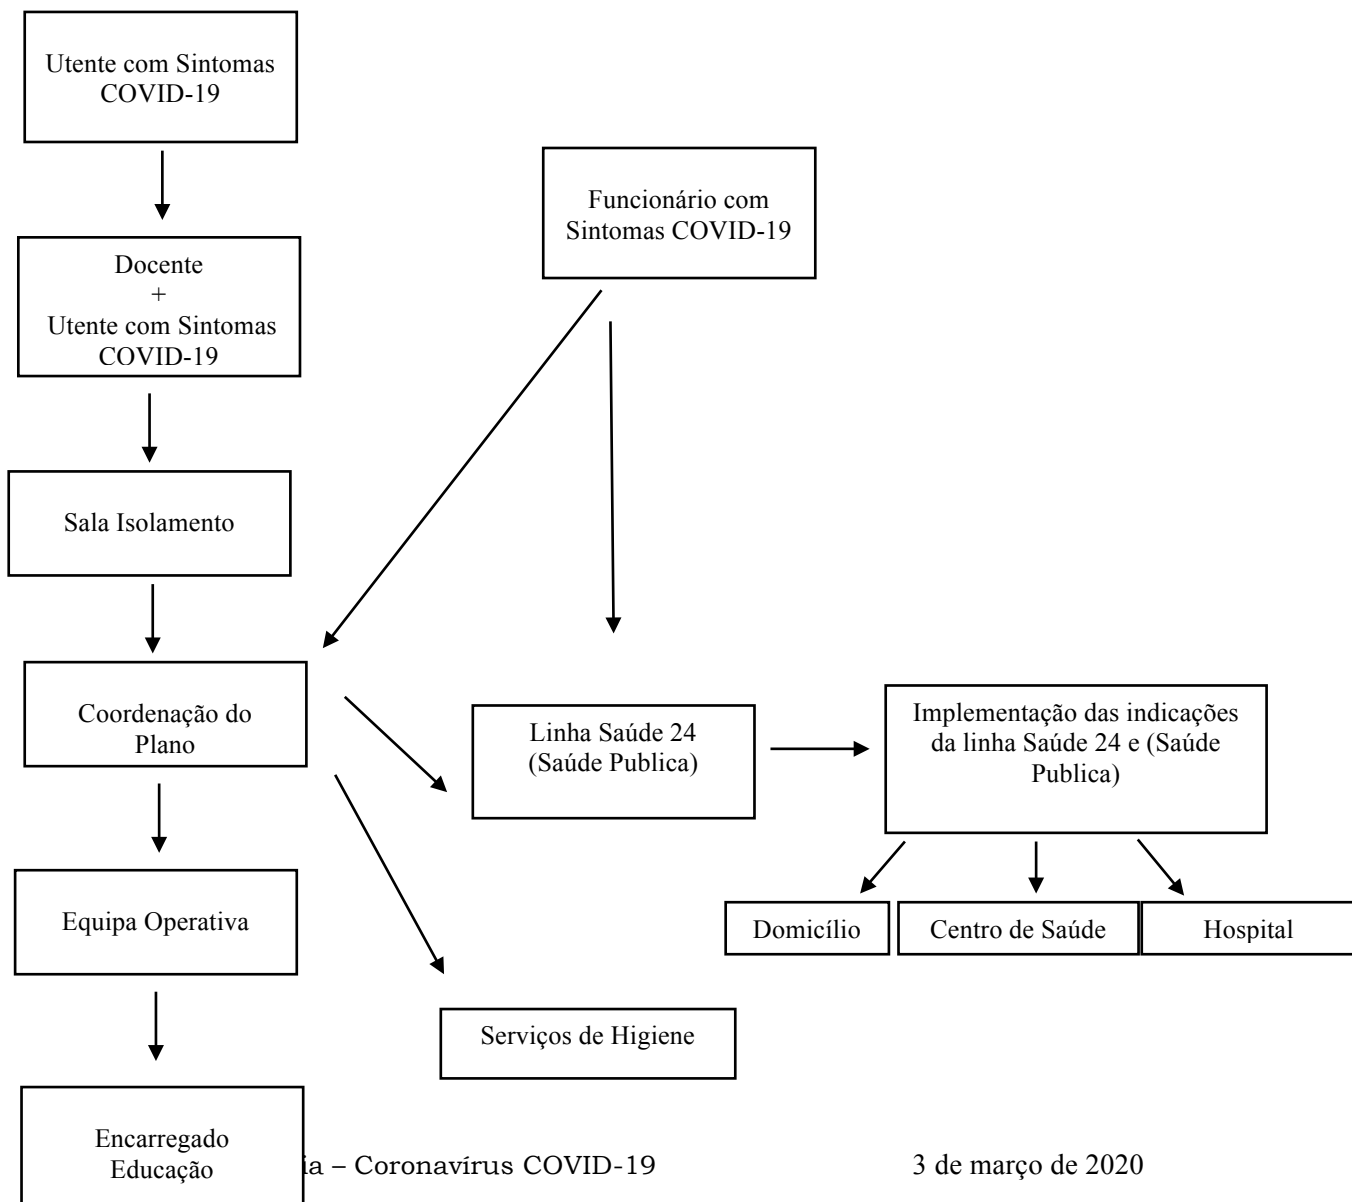 Utente com Sintomas
COVID-19
Funcionário com
Sintomas COVID-19
Docente
+
Utente com Sintomas
COVID-19
Sala Isolamento
Coordenação do
Plano
Linha Saúde 24
(Saúde Publica)
Implementação das indicações
da linha Saúde 24 e (Saúde
Publica)
Equipa Operativa
Domicílio
Centro de Saúde
Hospital
Serviços de Higiene
Encarregado
Educação
ia – Coronavírus COVID-19
3 de março de 2020